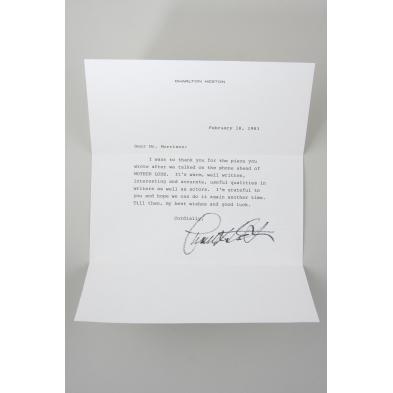 CHARLTON HESTON
February 18, 1983
Dear Mr. Morrison:
I want to thank you for the piece you
wrote after we talked on the phone ahead of
MOTHER LODE. It's warm, well written,
interesting and accurate, useful qualities in
writers as well as actors. I'm grateful to
you and hope we can do it again another time.
Till then, my best wishes and good luck.
Cordially,